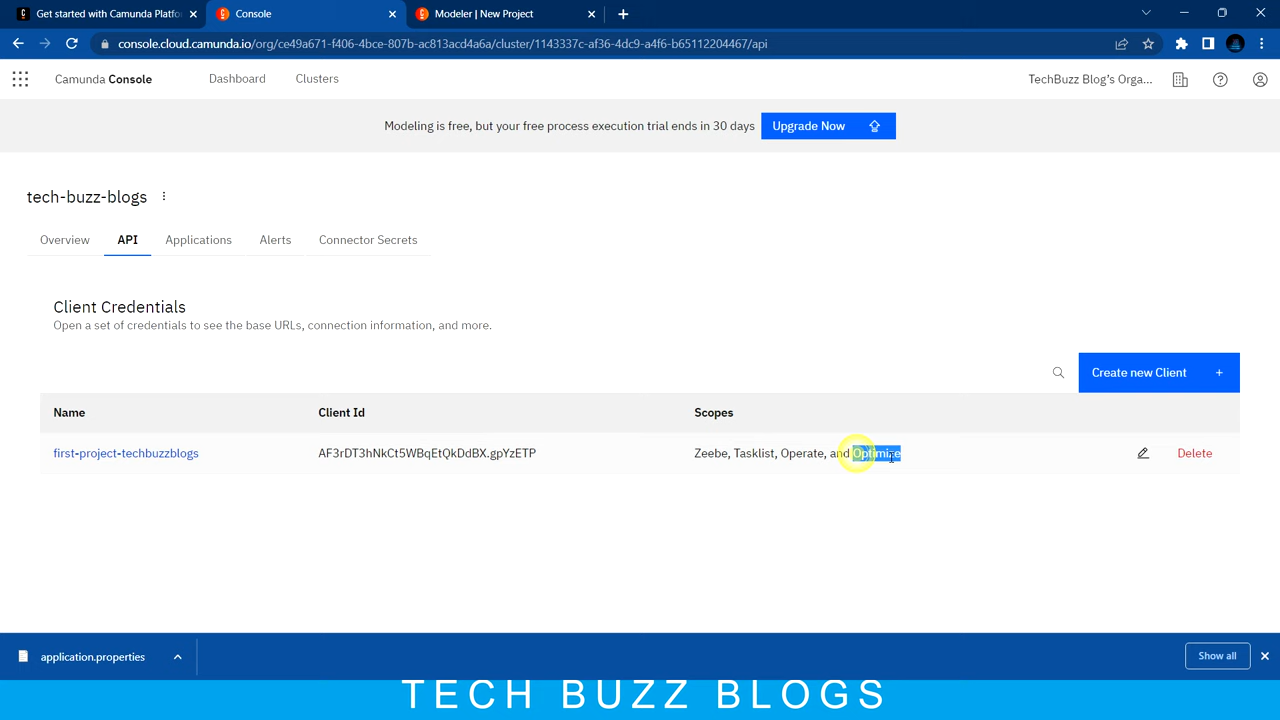 Get started with Camunda Platfo
Console
Modeler | New Project
console.cloud.camunda.io/org/ce49a671-f406-4bce-807b-ac813acd4a6a/cluster/1143337c-af36-4dc9-a4f6-b65112204467/api
Camunda Console
Dashboard
Clusters
TechBuzz Blog's Orga...
Modeling is free, but your free process execution trial ends in 30 days
Upgrade Now
tech-buzz-blogs
Overview
API
Applications
Alerts
Connector Secrets
Client Credentials
Open a set of credentials to see the base URLs, connection information, and more.
Create new Client +
Name
Client Id
Scopes
first-project-techbuzzblogs
AF3rDT3hNkCt5WBqEtQkDdBX.gpYzETP
Zeebe, Tasklist, Operate, and Optimize
Delete
application.properties
Show all
TECH BUZZ BLOGS